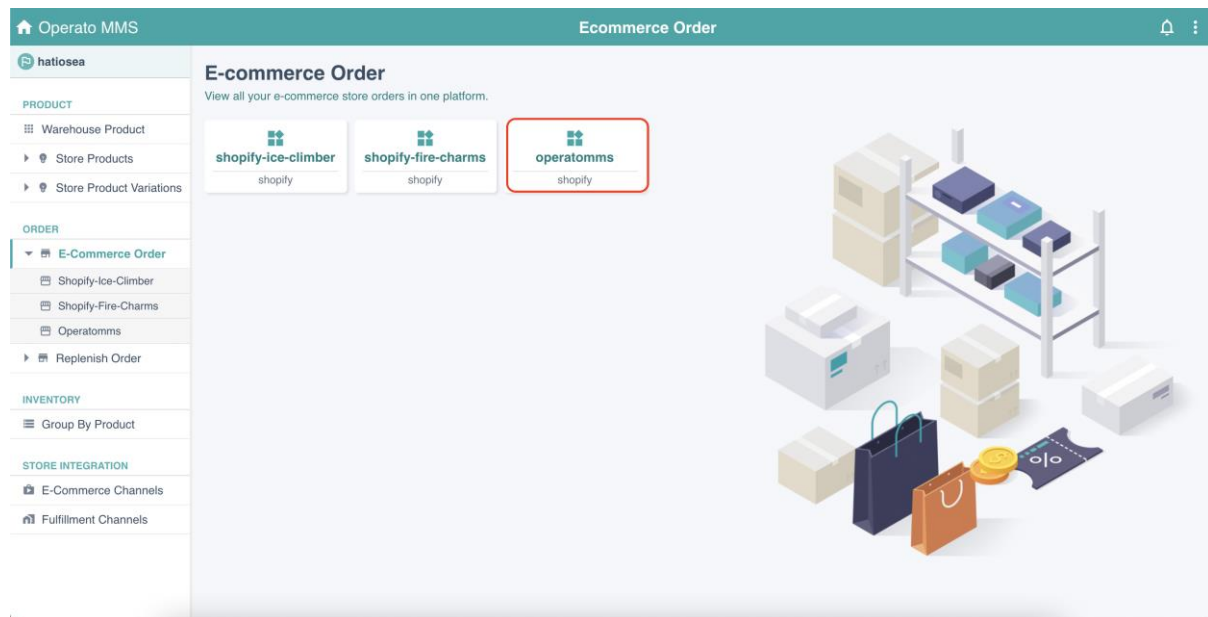 Operato MMS
Ecommerce Order
hatiosea
PRODUCT
Warehouse Product
Store Products
Store Product Variations
ORDER
E-Commerce Order
Shopify-Ice-Climber
Shopify-Fire-Charms
Operatomms
Replenish Order
INVENTORY
Group By Product
STORE INTEGRATION
E-Commerce Channels
Fulfillment Channels
E-commerce Order
View all your e-commerce store orders in one platform.
shopify-ice-climber
shopify
shopify-fire-charms
shopify
operatomms
shopify
S
%